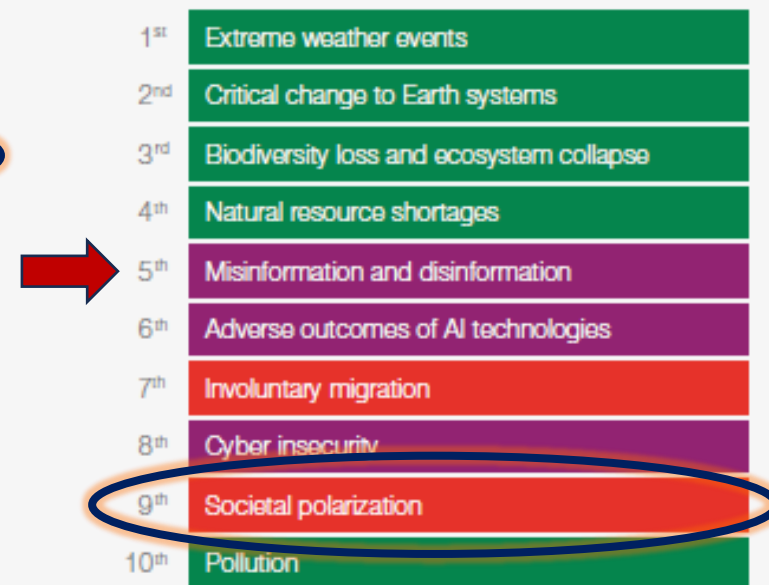 1st Extreme weather events
2nd Critical change to Earth systems
3rd Biodiversity loss and ecosystem collapse
4th Natural resource shortages
5th Misinformation and disinformation
6th Adverse outcomes of AI technologies
7th Involuntary migration
8th Cyber insecurity
9th Societal polarization
10th Pollution